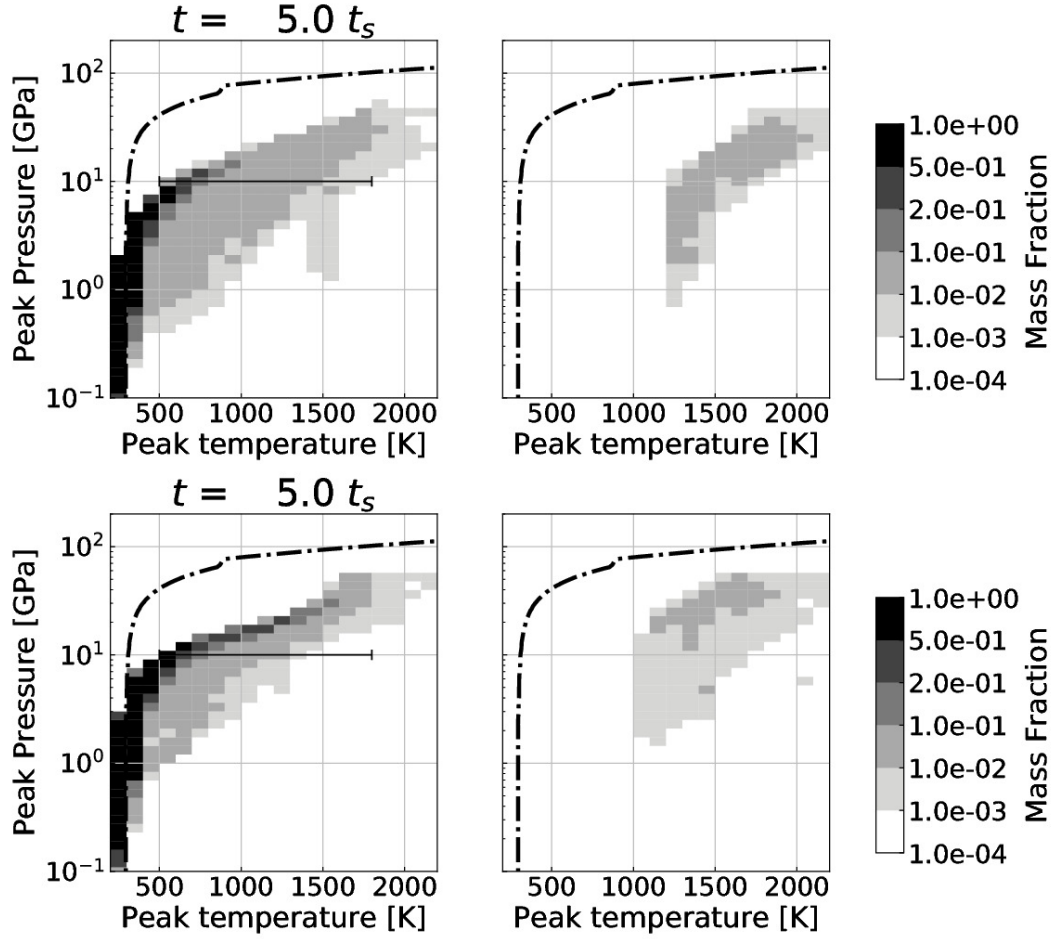 t = 5.0 t_s
Peak Pressure [GPa]
10^2
10^1
10^0
10^−1
500 1000 1500 2000
Peak temperature [K]
500 1000 1500 2000
Peak temperature [K]
1.0e+00
5.0e-01
2.0e-01
1.0e-01
1.0e-02
1.0e-03
1.0e-04
Mass Fraction
t = 5.0 t_s
Peak Pressure [GPa]
10^2
10^1
10^0
10^−1
500 1000 1500 2000
Peak temperature [K]
500 1000 1500 2000
Peak temperature [K]
1.0e+00
5.0e-01
2.0e-01
1.0e-01
1.0e-02
1.0e-03
1.0e-04
Mass Fraction